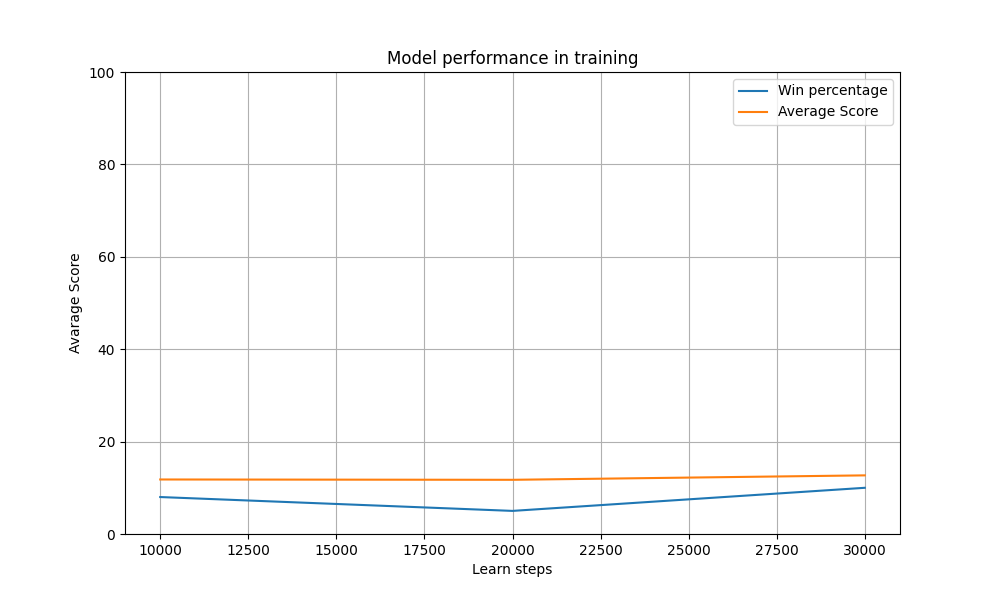 Model performance in training
100
80
60
40
20
0
Avarage Score
Win percentage
Average Score
10000 12500 15000 17500 20000 22500 25000 27500 30000
Learn steps